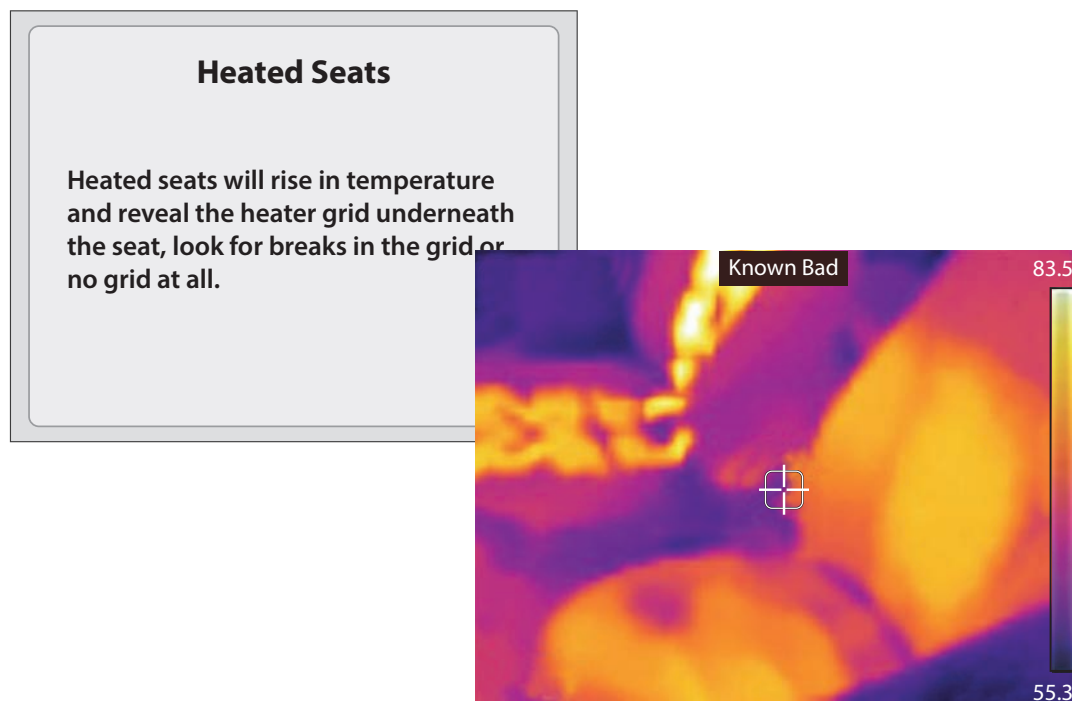 Heated Seats
Heated seats will rise in temperature
and reveal the heater grid underneath
the seat, look for breaks in the grid or
no grid at all.
Known Bad
83.5
55.3